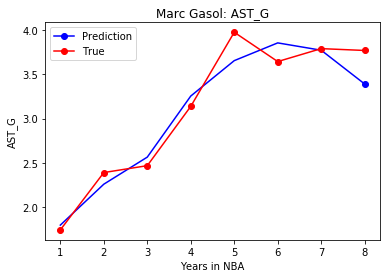 Marc Gasol: AST_G
Prediction
True
4.0
3.5
3.0
2.5
2.0
AST_G
1 2 3 4 5 6 7 8
Years in NBA